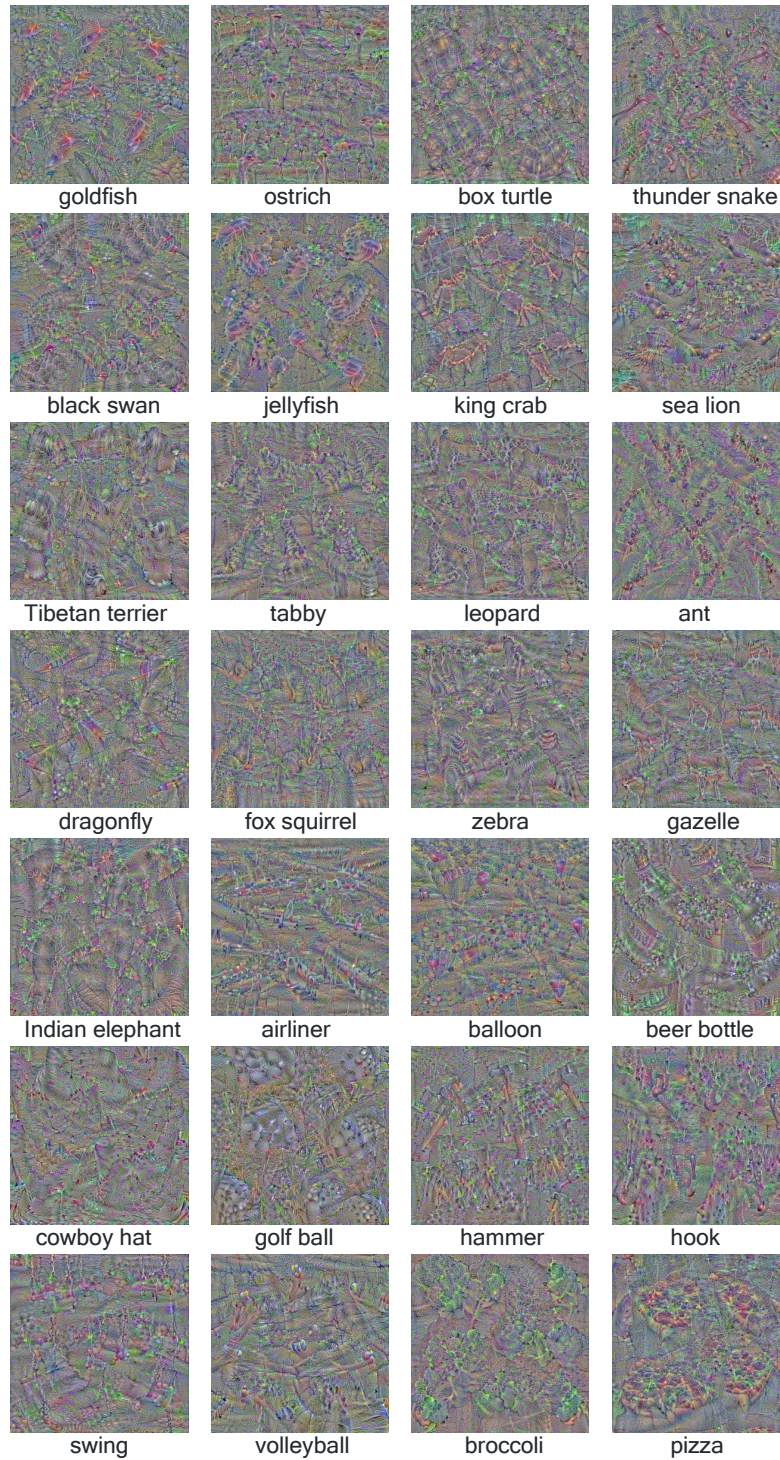 goldfish ostrich box turtle thunder snake
black swan jellyfish king crab sea lion
Tibetan terrier tabby leopard ant
dragonfly fox squirrel zebra gazelle
Indian elephant airliner balloon beer bottle
cowboy hat golf ball hammer hook
swing volleyball broccoli pizza